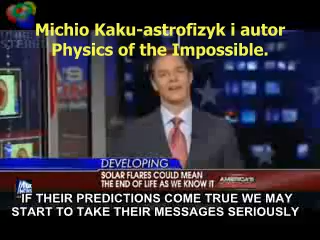 Michio Kaku-astrofizyk i autor
Physics of the Impossible.
DEVELOPING
SOLAR FLARES COULD MEAN
THE END OF LIFE AS WE KNOW IT
AMERICA'S
IF THEIR PREDICTIONS COME TRUE WE MAY
START TO TAKE THEIR MESSAGES SERIOUSLY